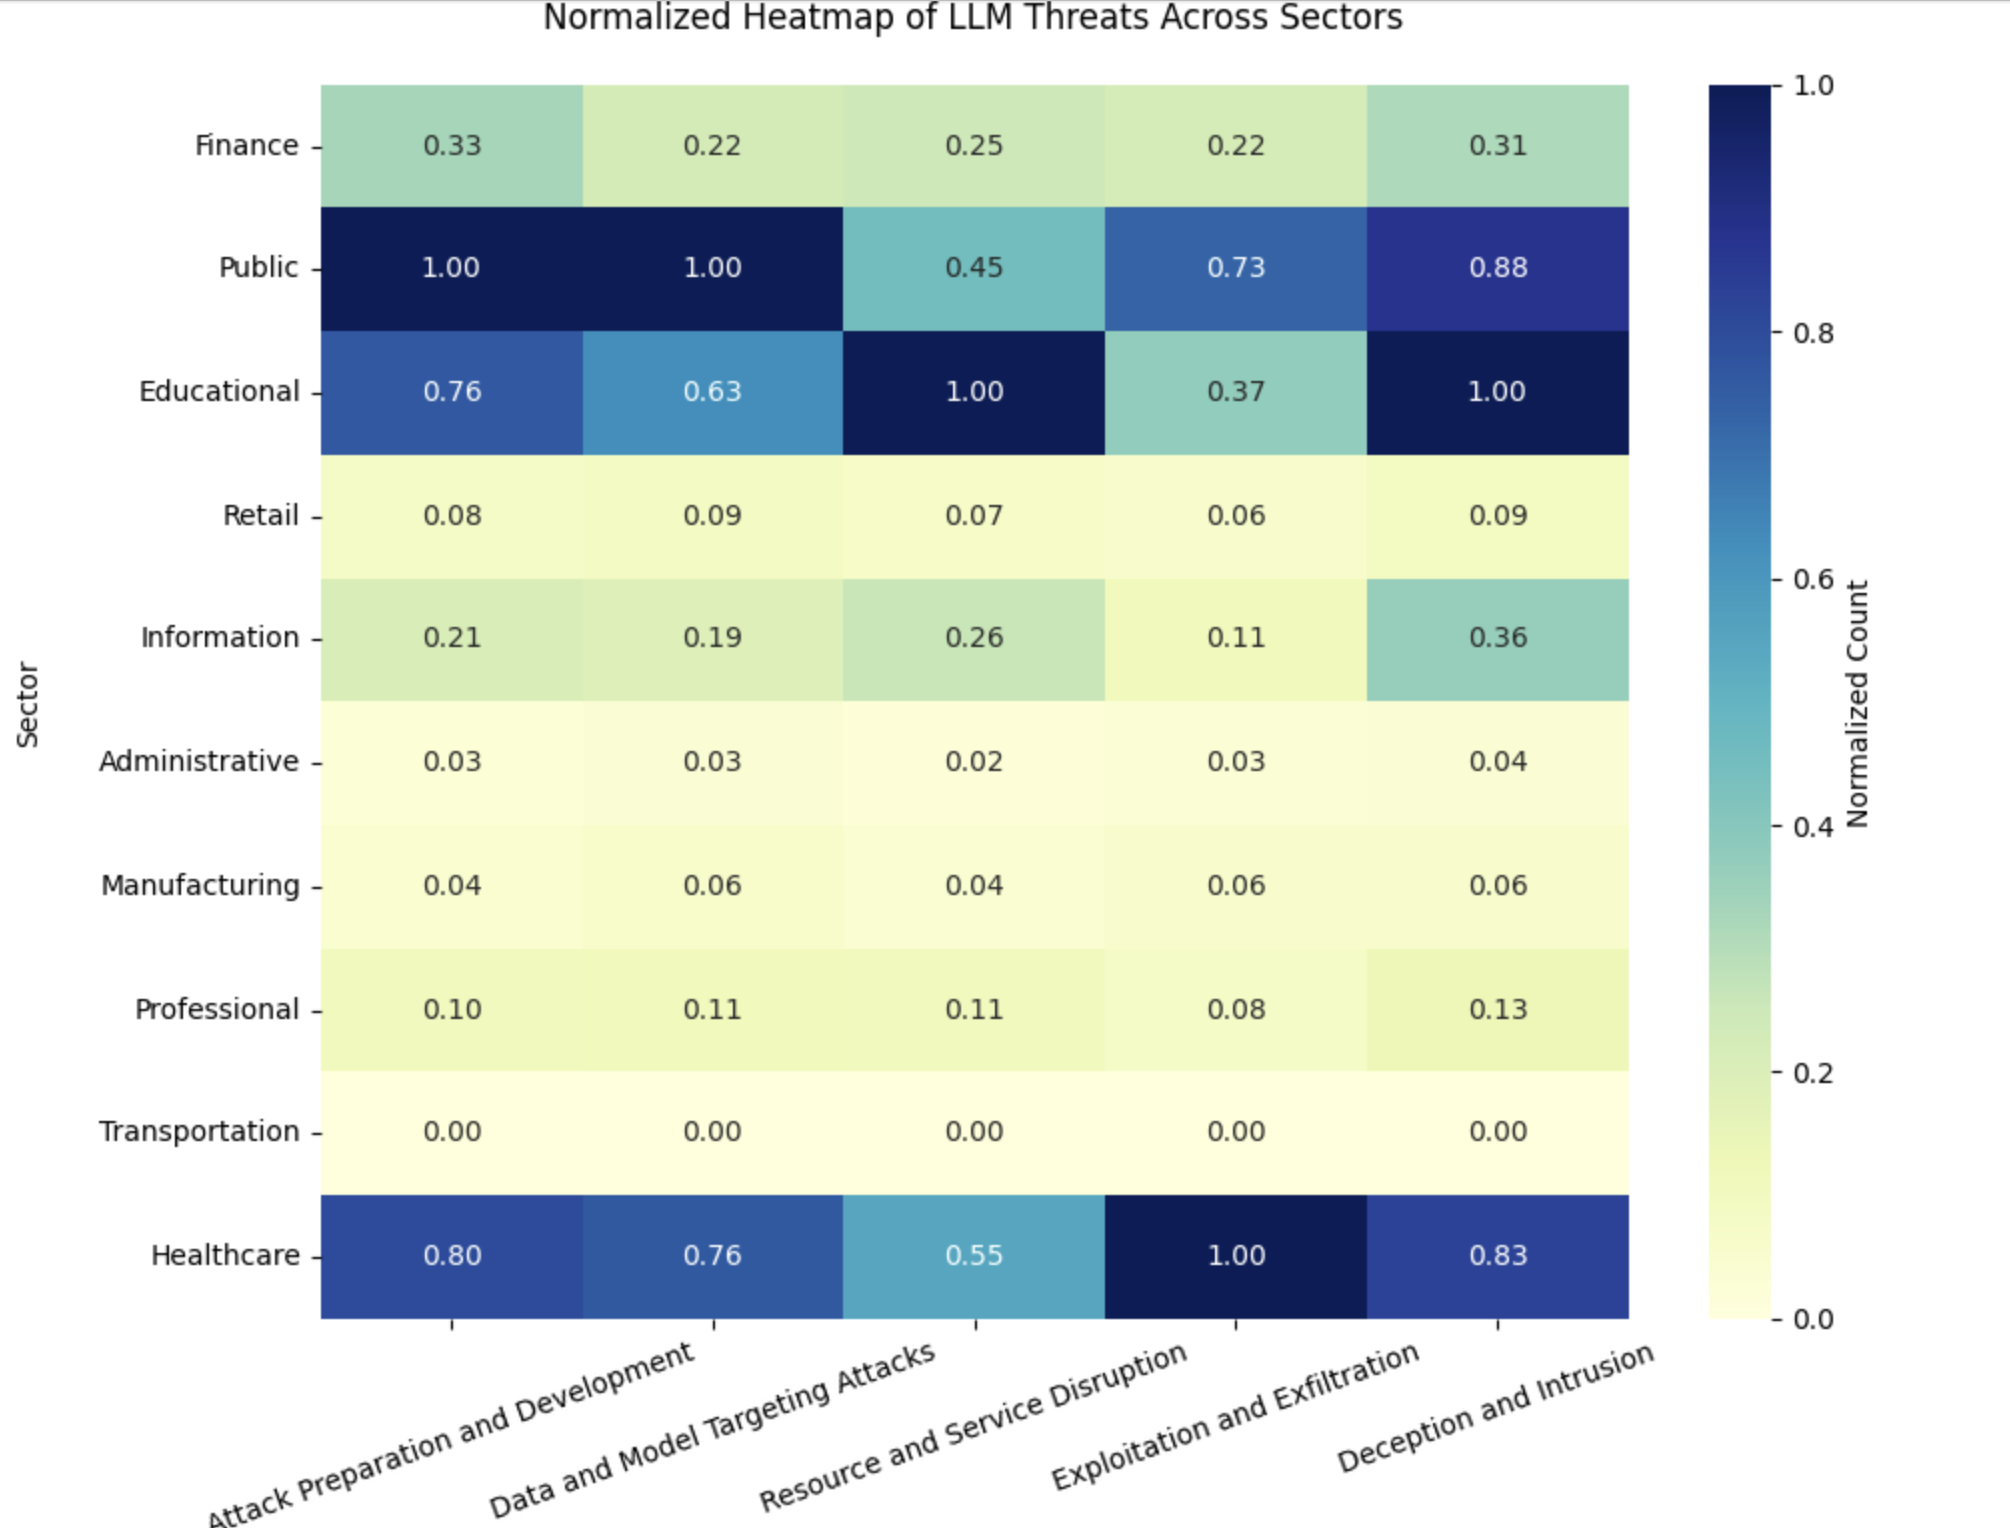 Normalized Heatmap of LLM Threats Across Sectors
Finance 0.33 0.22 0.25 0.22 0.31
Public 1.00 1.00 0.45 0.73 0.88
Educational 0.76 0.63 1.00 0.37 1.00
Retail 0.08 0.09 0.07 0.06 0.09
Information 0.21 0.19 0.26 0.11 0.36
Administrative 0.03 0.03 0.02 0.03 0.04
Manufacturing 0.04 0.06 0.04 0.06 0.06
Professional 0.10 0.11 0.11 0.08 0.13
Transportation 0.00 0.00 0.00 0.00 0.00
Healthcare 0.80 0.76 0.55 1.00 0.83
Sector
Attack Preparation and Development
Data and Model Targeting Attacks
Resource and Service Disruption
Exploitation and Exfiltration
Deception and Intrusion
1.0
0.8
0.6
0.4
0.2
0.0
Normalized Count